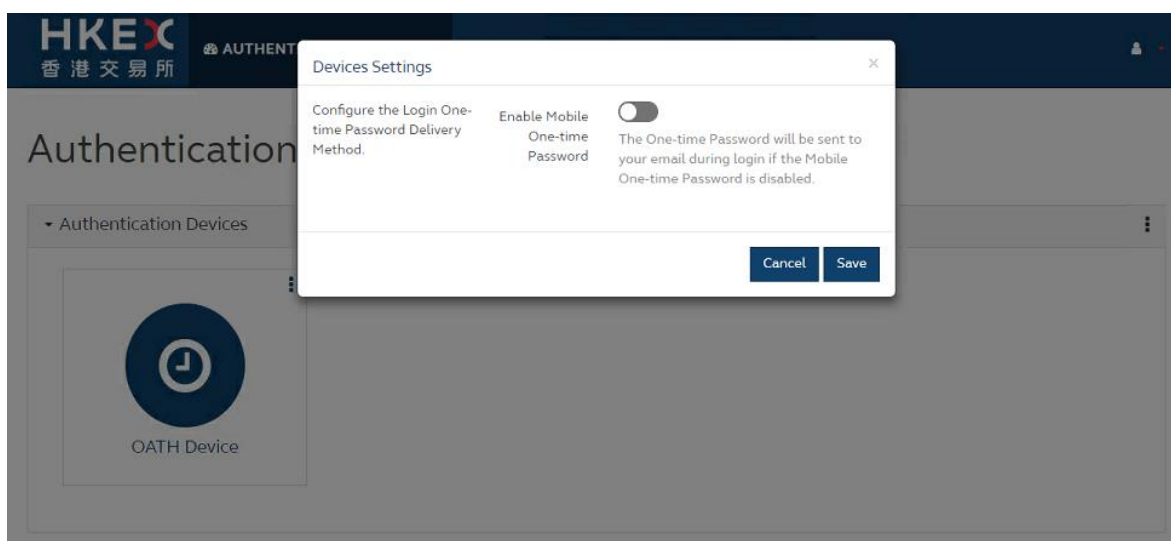 HKEX
香港交易所
AUTHENT
Devices Settings
×
Configure the Login One-
time Password Delivery
Method.
Enable Mobile
One-time
Password
The One-time Password will be sent to
your email during login if the Mobile
One-time Password is disabled.
Cancel Save
Authentication
Authentication Devices
OATH Device